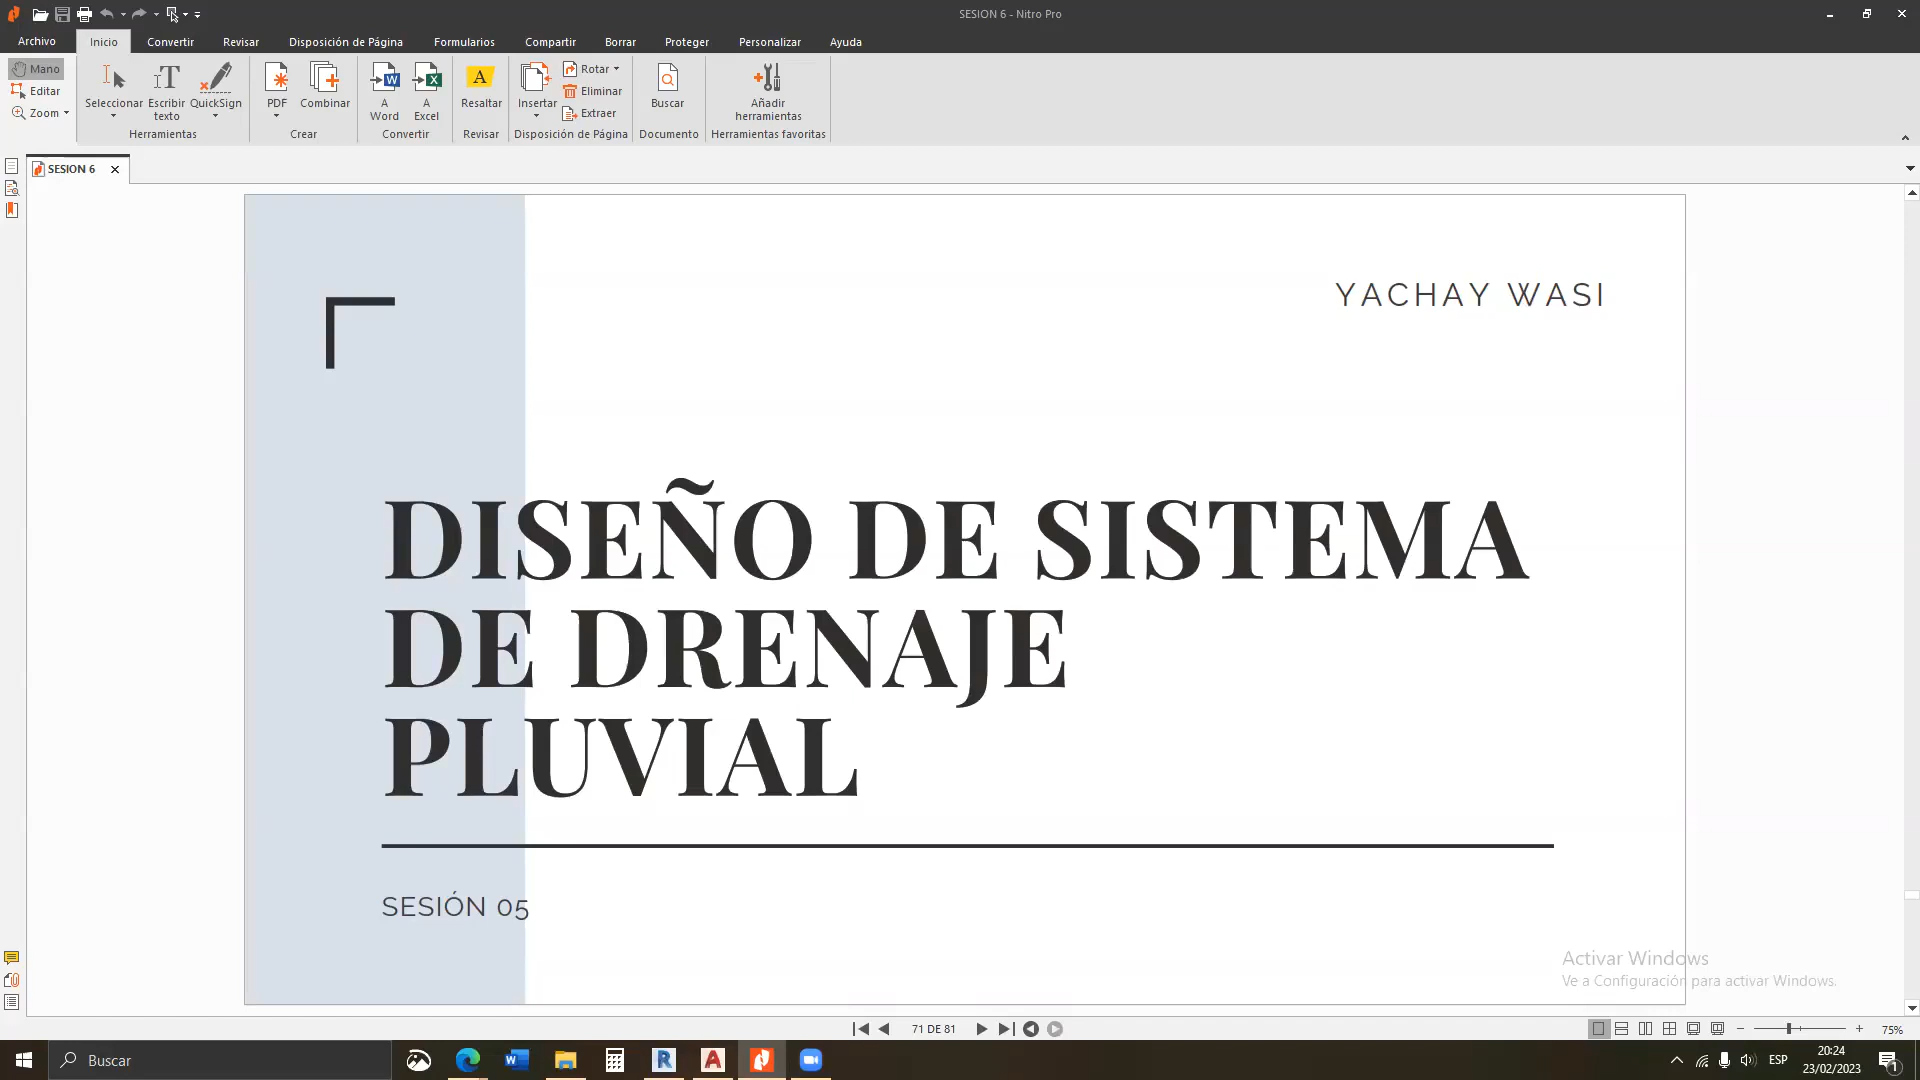 SESION 6 - Nitro Pro
Archivo Inicio Convertir Revisar Disposición de Página Formularios Compartir Borrar Proteger Personalizar Ayuda
Mano
Editar
Zoom
Seleccionar Escribir texto QuickSign
Herramientas
PDF Combinar
Crear
A Word A Excel
Convertir
Resaltar
Revisar
Insertar Rotar Eliminar Extraer
Disposición de Página
Buscar
Documento
Añadir herramientas
Herramientas favoritas
SESION 6
YACHAY WASI
DISEÑO DE SISTEMA
DE DRENAJE
PLUVIAL
SESIÓN 05
Activar Windows
Ve a Configuración para activar Windows.
71 DE 81
75%
Buscar
ESP
20:24
23/02/2023
1